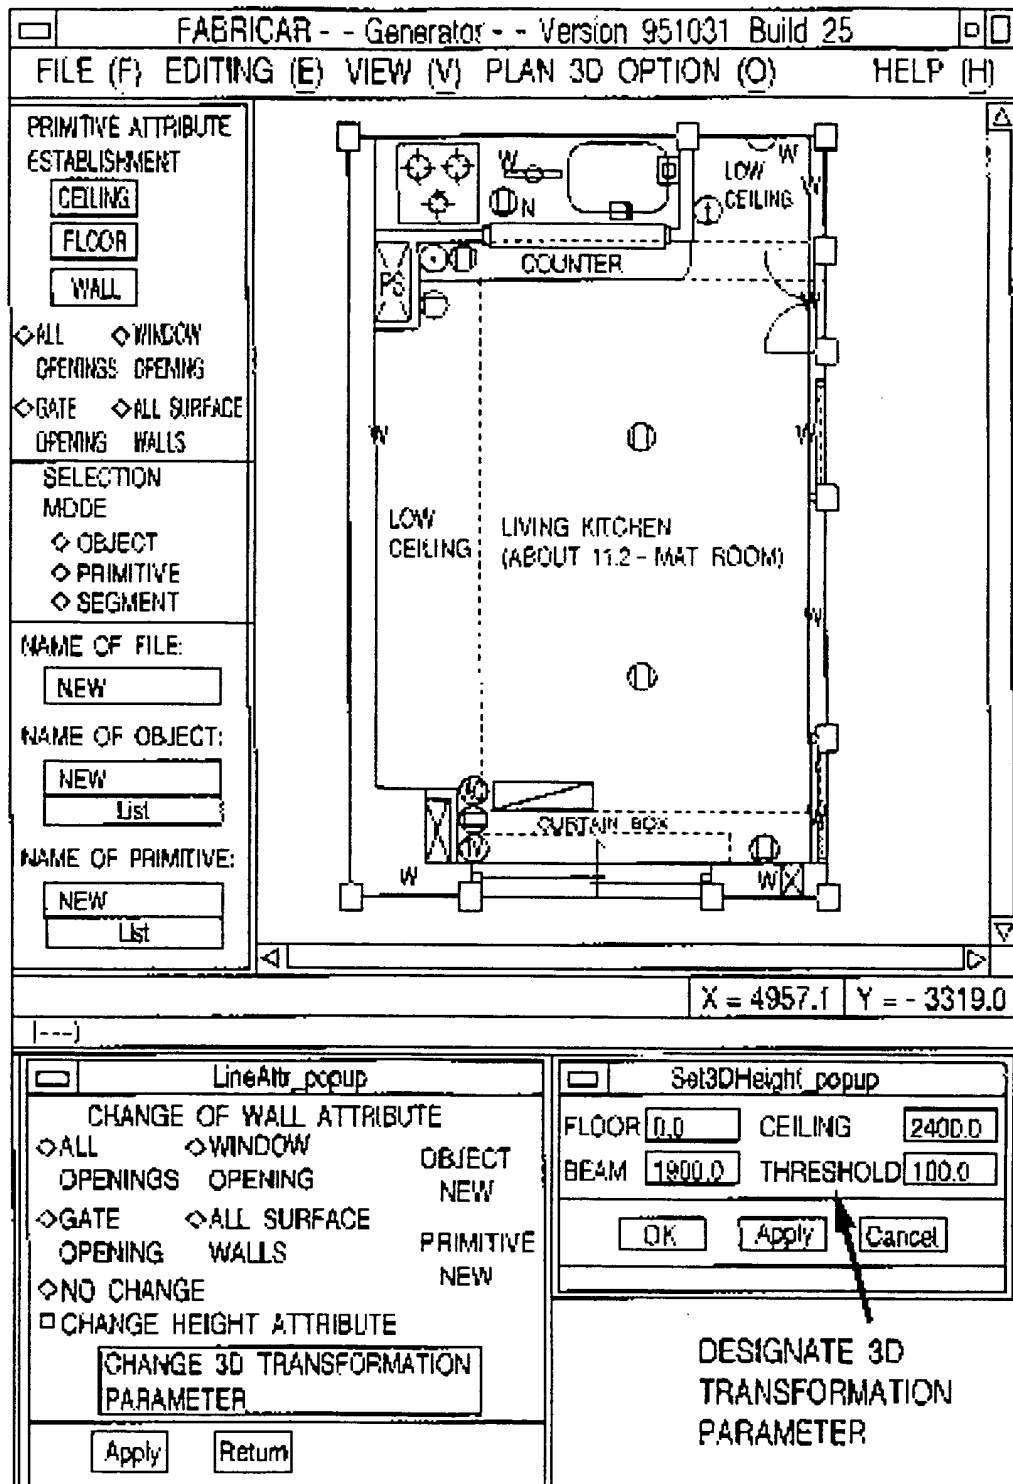 FABRICAR - - Generator - - Version 951031 Build 25
FILE (F) EDITING (E) VIEW (V) PLAN 3D OPTION (O) HELP (H)
PRIMITIVE ATTRIBUTE
ESTABLISHMENT
CEILING
FLOOR
WALL
ALL WINDOW
OPENINGS OPENING
GATE ALL SURFACE
OPENING WALLS
SELECTION
MODE
OBJECT
PRIMITIVE
SEGMENT
NAME OF FILE:
NEW
NAME OF OBJECT:
NEW
List
NAME OF PRIMITIVE:
NEW
List
W
W
LOW
CEILING
W
N
COUNTER
PS
W
W
W
LOW
CEILING
LIVING KITCHEN
(ABOUT 11.2 - MAT ROOM)
W
CURTAIN BOX
TV
W
W
X = 4957.1 Y = - 3319.0
|---|
LineAttr_popup
CHANGE OF WALL ATTRIBUTE
ALL WINDOW
OPENINGS OPENING
OBJECT
NEW
GATE ALL SURFACE
OPENING WALLS
PRIMITIVE
NEW
NO CHANGE
CHANGE HEIGHT ATTRIBUTE
CHANGE 3D TRANSFORMATION
PARAMETER
Apply Return
Set3DHeight_popup
FLOOR 0.0 CEILING 2400.0
BEAM 1900.0 THRESHOLD 100.0
OK Apply Cancel
DESIGNATE 3D
TRANSFORMATION
PARAMETER